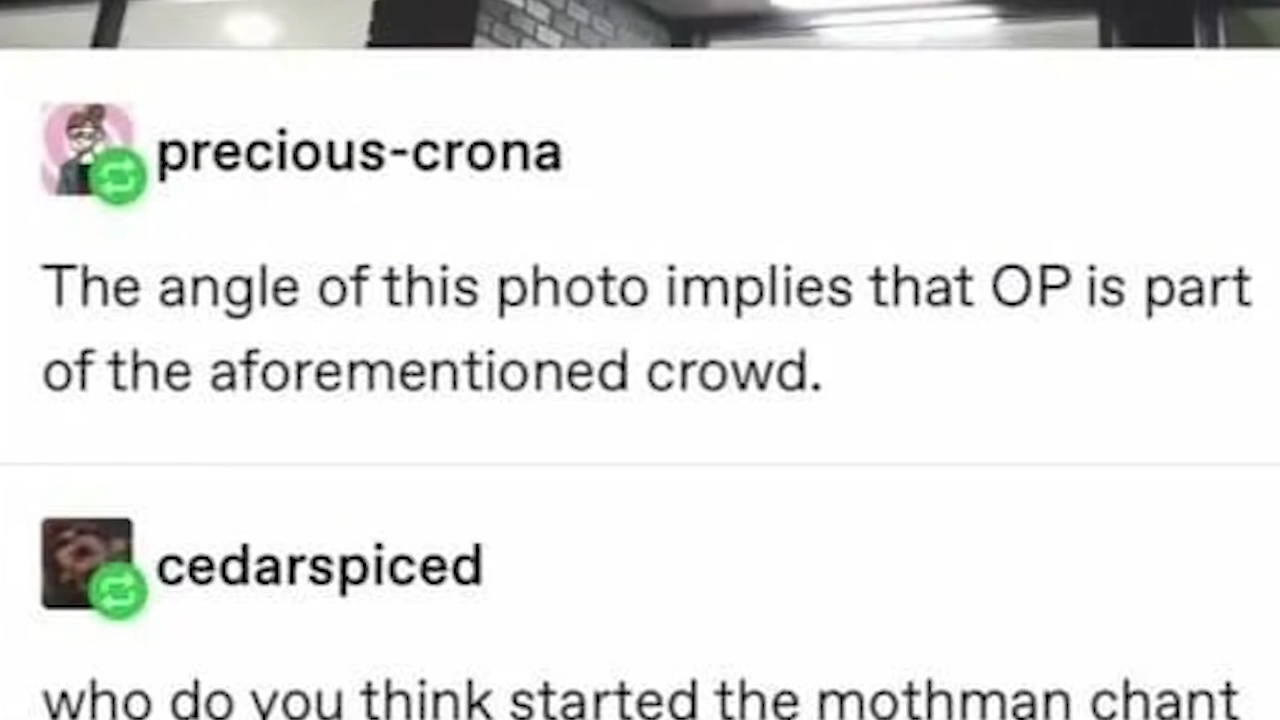 precious-crona
The angle of this photo implies that OP is part
of the aforementioned crowd.
cedarspiced
who do you think started the mothman chant